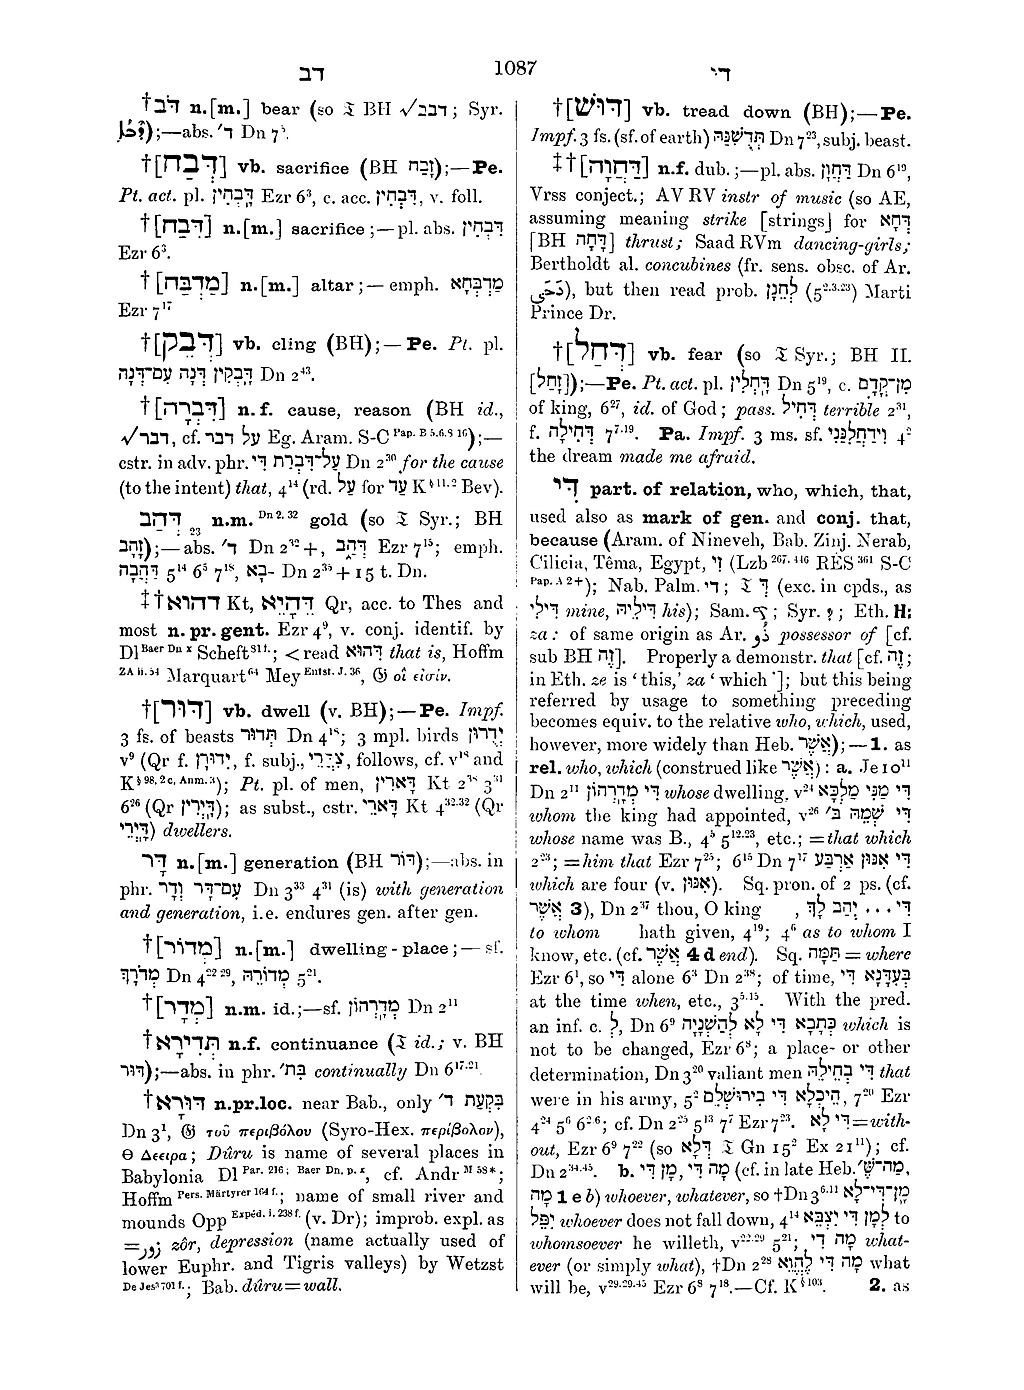 דב
1087
די
†דֹּב n.[m.] bear (so 𝔗 BH √דבב; Syr.
);—abs. ד׳ Dn 7⁵.
†[דְּבַח] vb. sacrifice (BH זָבַח);—Pe.
Pt. act. pl. דָּבְחִין Ezr 6³, c. acc. דִּבְחִין, v. foll.
†[דְּבַח] n.[m.] sacrifice;—pl. abs. דִּבְחִין
Ezr 6³.
†[מַדְבַּח] n.[m.] altar;—emph. מַדְבְּחָא
Ezr 7¹⁷
†[דְּבֵק] vb. cling (BH);—Pe. Pt. pl.
דָּֽבְקִין דְּנָה עִם־דְּנָה Dn 2⁴³.
†[דִּבְרָה] n.f. cause, reason (BH id.,
√דבר, cf. על דבר Eg. Aram. S-C Pap. B 5.6.8 16);—
cstr. in adv. phr. עַל־דִּבְרַת דִּי Dn 2³⁰ for the cause
(to the intent) that, 4¹⁴ (rd. עַל for עַד K §11.2 Bev).
דְּהַב 23 n.m. Dn 2, 32 gold (so 𝔗 Syr.; BH
זָהָב);—abs. ד׳ Dn 2³²+, דְּהַב Ezr 7¹⁵; emph.
דַּהֲבָה 5¹⁴ 6⁵ 7¹⁸, ‎-בָא Dn 2³⁵+15 t. Dn.
‡†דהוא Kt, דֶּהָיֵא Qr, acc. to Thes and
most n.pr.gent. Ezr 4⁹, v. conj. identif. by
Dl Baer Dn x Scheft 81 f.; < read דְּהוּא that is, Hoffm
ZA ii. 54 Marquart 64 Mey Entst. J. 36, 𝔊 οἵ εἰσίν.
†[דּוּר] vb. dwell (v. BH);—Pe. Impf.
3 fs. of beasts תְּדוּר Dn 4¹⁸; 3 mpl. birds יְדֻרוּן
v⁹ (Qr f. יְדוּרָן, f. subj., צִפֲּרֵי, follows, cf. v¹⁸ and
K §98, 2c, Anm. 3); Pt. pl. of men, דָּארִין Kt 2³⁸ 3³¹
6²⁶ (Qr דָּיְרִין); as subst., cstr. דָּארֵי Kt 4³²·³² (Qr
דָּיְרֵי) dwellers.
דָּר n.[m.] generation (BH דּוֹר);—abs. in
phr. עִם־דָּר וְדָר Dn 3³³ 4³¹ (is) with generation
and generation, i.e. endures gen. after gen.
†[מְדוֹר] n.[m.] dwelling-place;—sf.
מְדֹרָךְ Dn 4²² ²⁹, מְדוֹרֵהּ 5²¹.
†[מְדָר] n.m. id.;—sf. מְדָרְהוֹן Dn 2¹¹
†תְּדִירָא n.f. continuance (𝔗 id.; v. BH
דּוּר);—abs. in phr. בִּת׳ continually Dn 6¹⁷·²¹.
†דּוּרָא n.pr.loc. near Bab., only בִּקְעַת ד׳
Dn 3¹, 𝔊 τοῦ περιβόλου (Syro-Hex. περίβολον),
Θ Δεειρα; Dûru is name of several places in
Babylonia Dl Par. 216; Baer Dn, p. x, cf. Andr M 58*;
Hoffm Pers. Märtyrer 164 f.; name of small river and
mounds Opp Expéd. i. 238 f. (v. Dr); improb. expl. as
= زور zôr, depression (name actually used of
lower Euphr. and Tigris valleys) by Wetzst
De Jes³ 701 f.; Bab. dûru=wall.
†[דּוּשׁ] vb. tread down (BH);—Pe.
Impf. 3 fs. (sf. of earth) תְּדֻשִׁנַּהּ Dn 7²³, subj. beast.
‡†[דַּחֲוָה] n.f. dub.;—pl. abs. דַּחֲוָן Dn 6¹⁹,
Vrss conject.; AV RV instr of music (so AE,
assuming meaning strike [strings] for דְּחָא
[BH דָּחָה] thrust; Saad RVm dancing-girls;
Bertholdt al. concubines (fr. sens. obsc. of Ar.
دَحَى), but then read prob. לְחֵנָן (5²·³·²³) Marti
Prince Dr.
†[דְּחַל] vb. fear (so 𝔗 Syr.; BH II.
[זָחַל]);—Pe. Pt. act. pl. דָּחֲלִין Dn 5¹⁹, c. מִן־קֳדָם
of king, 6²⁷, id. of God; pass. דְּחִיל terrible 2³¹,
f. דְּחִילָה 7⁷·¹⁹. Pa. Impf. 3 ms. sf. וִידַחֲלִנַּנִי 4²
the dream made me afraid.
דִּי part. of relation, who, which, that,
used also as mark of gen. and conj. that,
because (Aram. of Nineveh, Bab. Zinj. Nerab,
Cilicia, Têma, Egypt, זי (Lzb 267. 446 RES 361 S-C
Pap. A 2+); Nab. Palm. די; 𝔗 דְּ (exc. in cpds., as
דִּילִי mine, דִּילֵיהּ his); Sam. ; Syr. ; Eth. H:
za: of same origin as Ar. ذُو possessor of [cf.
sub BH זֶה]. Properly a demonstr. that [cf. זֶה;
in Eth. ze is ‘this,’ za ‘which’]; but this being
referred by usage to something preceding
becomes equiv. to the relative who, which, used,
however, more widely than Heb. אֲשֶׁר);—1. as
rel. who, which (construed like אֲשֶׁר): a. Je 10¹¹
Dn 2¹¹ דִּי מְדָרְהוֹן whose dwelling, v²⁴ דִּי מַנִּי מַלְכָּא
whom the king had appointed, v²⁶ דִּי שְׁמֵהּ ב׳
whose name was B., 4⁵ 5¹²·²³, etc.; =that which
2²³; =him that Ezr 7²⁵; 6¹⁵ Dn 7¹⁷ דִּי אִנּוּן אַרְבַּע
which are four (v. אִנּוּן). Sq. pron. of 2 ps. (cf.
אֲשֶׁר 3), Dn 2³⁷ thou, O king , דִּי ... יְהַב לָךְ
to whom hath given, 4¹⁹; 4⁶ as to whom I
know, etc. (cf. אֲשֶׁר 4 d end). Sq. תַּמָּה = where
Ezr 6¹, so דִּי alone 6³ Dn 2³⁸; of time, בְּעִדָּנָא דִּי
at the time when, etc., 3⁵·¹⁵. With the pred.
an inf. c. לְ, Dn 6⁹ כְּתָבָא דִּי לָא לְהַשְׁנָיָה which is
not to be changed, Ezr 6⁸; a place- or other
determination, Dn 3²⁰ valiant men דִּי בְחַיְלֵהּ that
were in his army, 5² הֵיכְלָא דִּי בִירוּשְׁלֶם, 7²⁰ Ezr
4²⁴ 5⁶ 6²·⁶; cf. Dn 2²⁵ 5¹³ 7⁷ Ezr 7²³. דִּי לָא=with-
out, Ezr 6⁹ 7²² (so דְּלָא 𝔗 Gn 15² Ex 21¹¹); cf.
Dn 2³⁴·⁴⁵. b. מָה דִּי, מַן דִּי (cf. in late Heb. מַה־שֶּׁ׳,
מָה 1 e b) whoever, whatever, so †Dn 3⁶·¹¹ מַן־דִּי־לָא
יִפֵּל whoever does not fall down, 4¹⁴ לְמַן דִּי יִצְבֵּא to
whomsoever he willeth, v²²·²⁹ 5²¹; מָה דִּי what-
ever (or simply what), †Dn 2²⁸ מָה דִּי לֶהֱוֵא what
will be, v²⁹·²⁹·⁴⁵ Ezr 6⁸ 7¹⁸.—Cf. K §103. 2. as